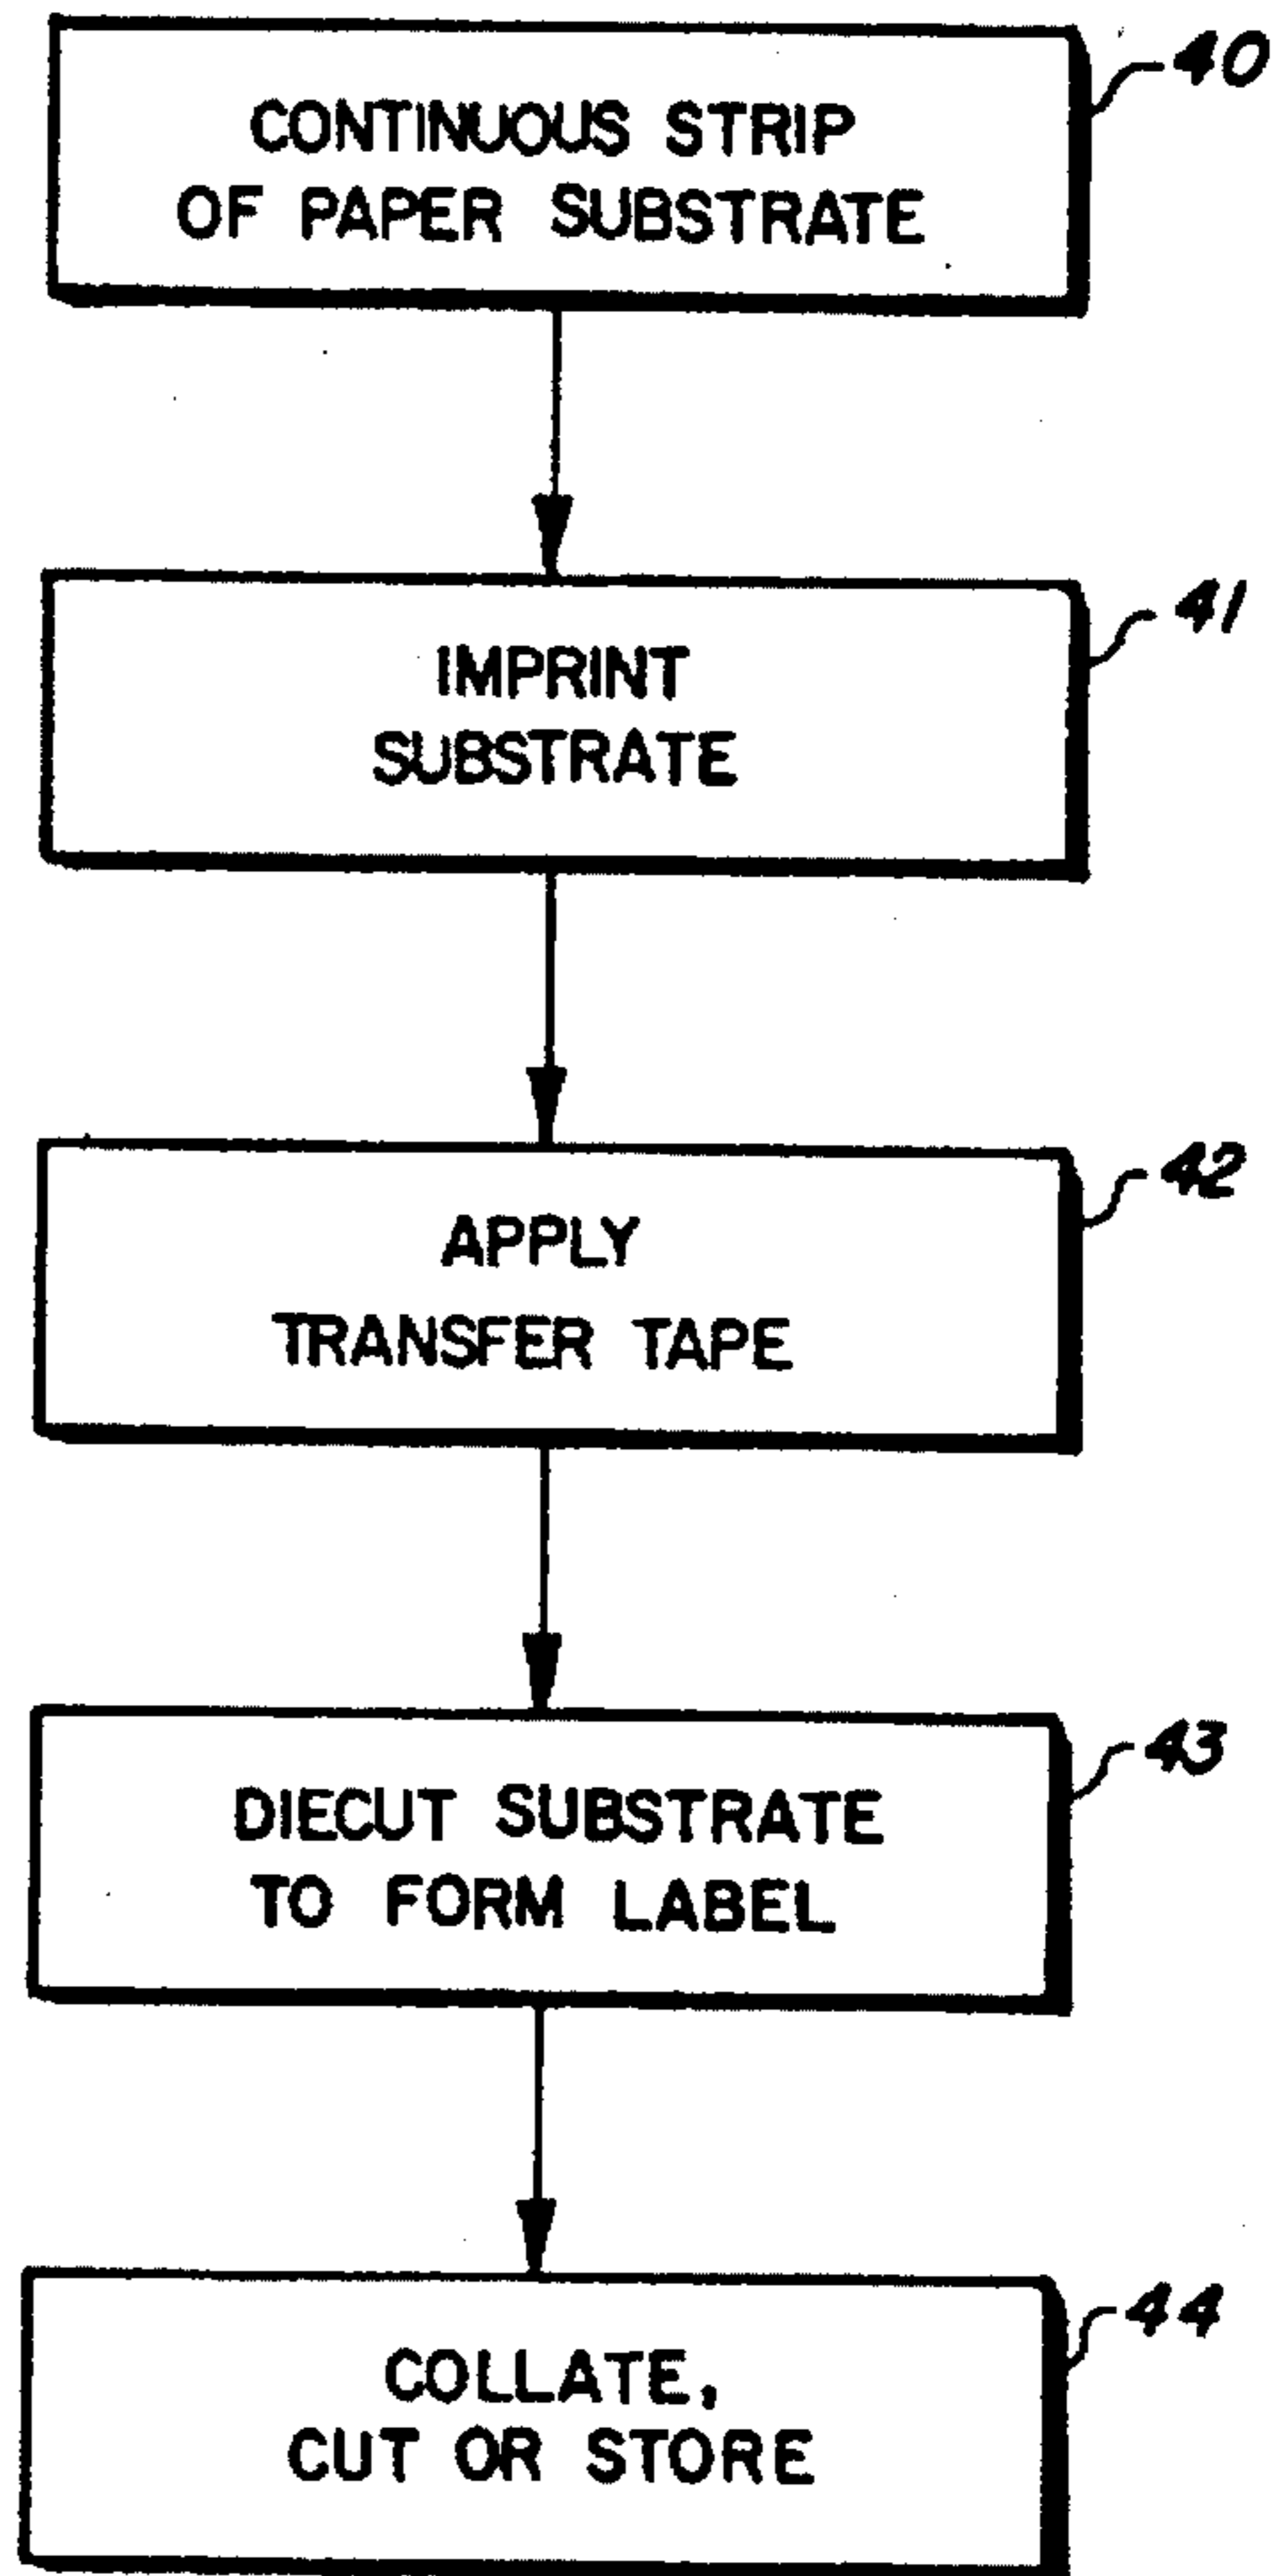 40
CONTINUOUS STRIP
OF PAPER SUBSTRATE
41
IMPRINT
SUBSTRATE
42
APPLY
TRANSFER TAPE
43
DIECUT SUBSTRATE
TO FORM LABEL
44
COLLATE,
CUT OR STORE